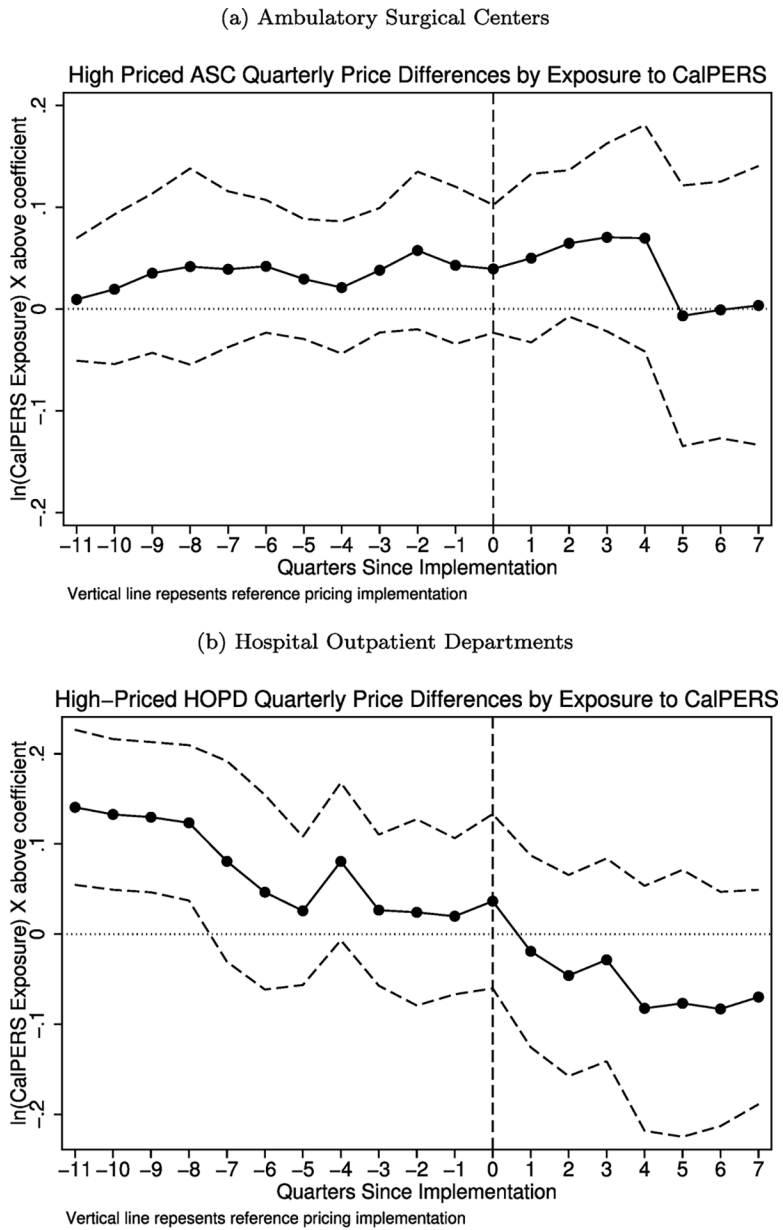 (a) Ambulatory Surgical Centers
High Priced ASC Quarterly Price Differences by Exposure to CalPERS
ln(CalPERS Exposure) X above coefficient
.2
.1
0
-.1
-.2
−11 −10 −9 −8 −7 −6 −5 −4 −3 −2 −1 0 1 2 3 4 5 6 7
Quarters Since Implementation
Vertical line repesents reference pricing implementation
(b) Hospital Outpatient Departments
High−Priced HOPD Quarterly Price Differences by Exposure to CalPERS
ln(CalPERS Exposure) X above coefficient
.2
.1
0
-.1
-.2
−11 −10 −9 −8 −7 −6 −5 −4 −3 −2 −1 0 1 2 3 4 5 6 7
Quarters Since Implementation
Vertical line repesents reference pricing implementation